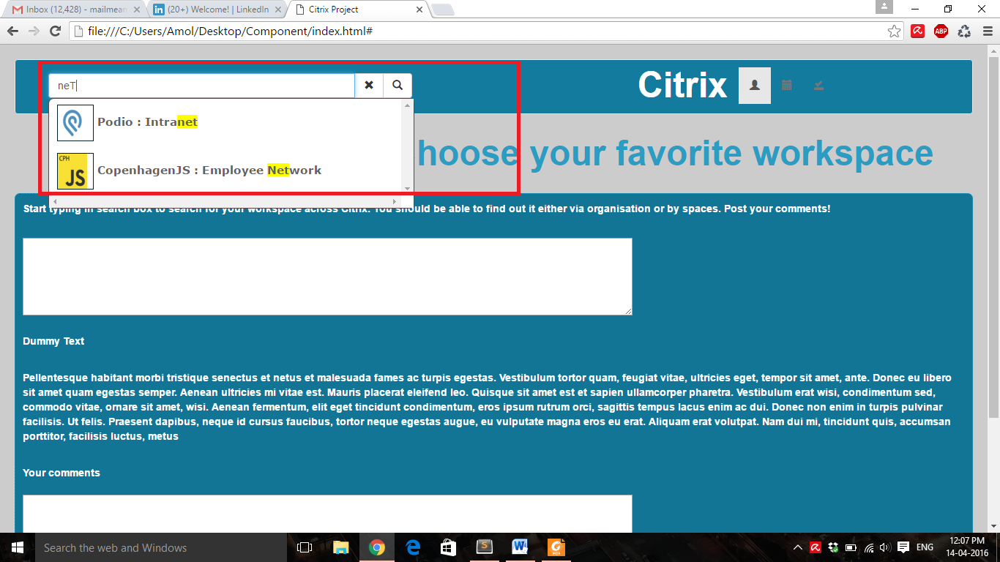 Inbox (12,428) - mailmean
(20+) Welcome! | LinkedIn
Citrix Project
file:///C:/Users/Amol/Desktop/Component/index.html#
ABP
neT
Citrix
Podio : Intranet
hoose your favorite workspace
CPH
JS
CopenhagenJS : Employee Network
Start typing in search box to search for your workspace across Citrix. You should be able to find out it either via organisation or by spaces. Post your comments!
Dummy Text
Pellentesque habitant morbi tristique senectus et netus et malesuada fames ac turpis egestas. Vestibulum tortor quam, feugiat vitae, ultricies eget, tempor sit amet, ante. Donec eu libero
sit amet quam egestas semper. Aenean ultricies mi vitae est. Mauris placerat eleifend leo. Quisque sit amet est et sapien ullamcorper pharetra. Vestibulum erat wisi, condimentum sed,
commodo vitae, ornare sit amet, wisi. Aenean fermentum, elit eget tincidunt condimentum, eros ipsum rutrum orci, sagittis tempus lacus enim ac dui. Donec non enim in turpis pulvinar
facilisis. Ut felis. Praesent dapibus, neque id cursus faucibus, tortor neque egestas augue, eu vulputate magna eros eu erat. Aliquam erat volutpat. Nam dui mi, tincidunt quis, accumsan
porttitor, facilisis luctus, metus
Your comments
Search the web and Windows
PDF
ENG
12:07 PM
14-04-2016